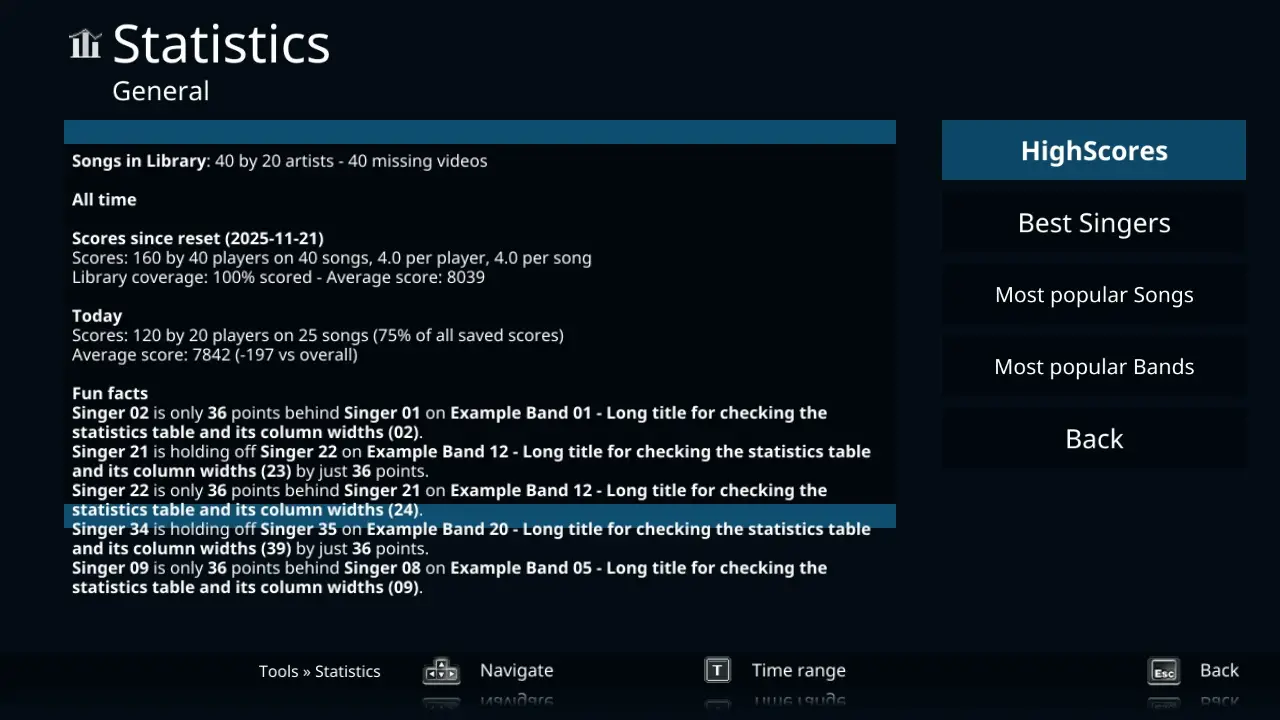 Statistics
General
Songs in Library: 40 by 20 artists - 40 missing videos
All time
Scores since reset (2025-11-21)
Scores: 160 by 40 players on 40 songs, 4.0 per player, 4.0 per song
Library coverage: 100% scored - Average score: 8039
Today
Scores: 120 by 20 players on 25 songs (75% of all saved scores)
Average score: 7842 (-197 vs overall)
Fun facts
Singer 02 is only 36 points behind Singer 01 on Example Band 01 - Long title for checking the
statistics table and its column widths (02).
Singer 21 is holding off Singer 22 on Example Band 12 - Long title for checking the statistics table
and its column widths (23) by just 36 points.
Singer 22 is only 36 points behind Singer 21 on Example Band 12 - Long title for checking the
statistics table and its column widths (24).
Singer 34 is holding off Singer 35 on Example Band 20 - Long title for checking the statistics table
and its column widths (39) by just 36 points.
Singer 09 is only 36 points behind Singer 08 on Example Band 05 - Long title for checking the
statistics table and its column widths (09).
HighScores
Best Singers
Most popular Songs
Most popular Bands
Back
Tools » Statistics
Navigate
T
Time range
Esc
Back